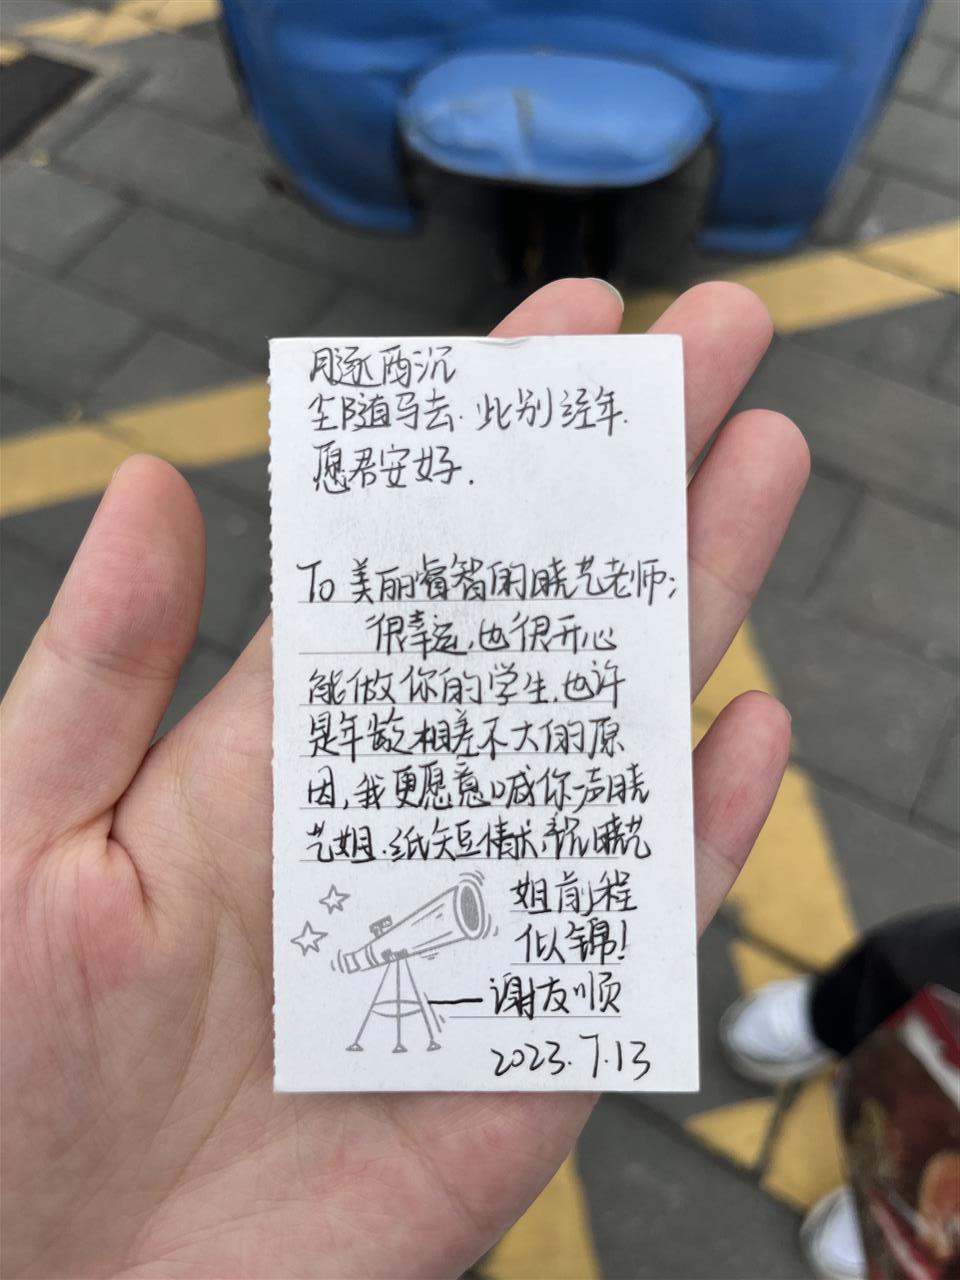 月逐西沉
尘随马去.此别经年.
愿君安好.
To 美丽睿智的晓艺老师:
很幸运,也很开心
能做你的学生.也许
是年龄相差不大的原
因,我更愿意喊你声晓
艺姐.纸短情长,祝晓艺
姐前程
似锦!
——谢友顺
2023.7.13